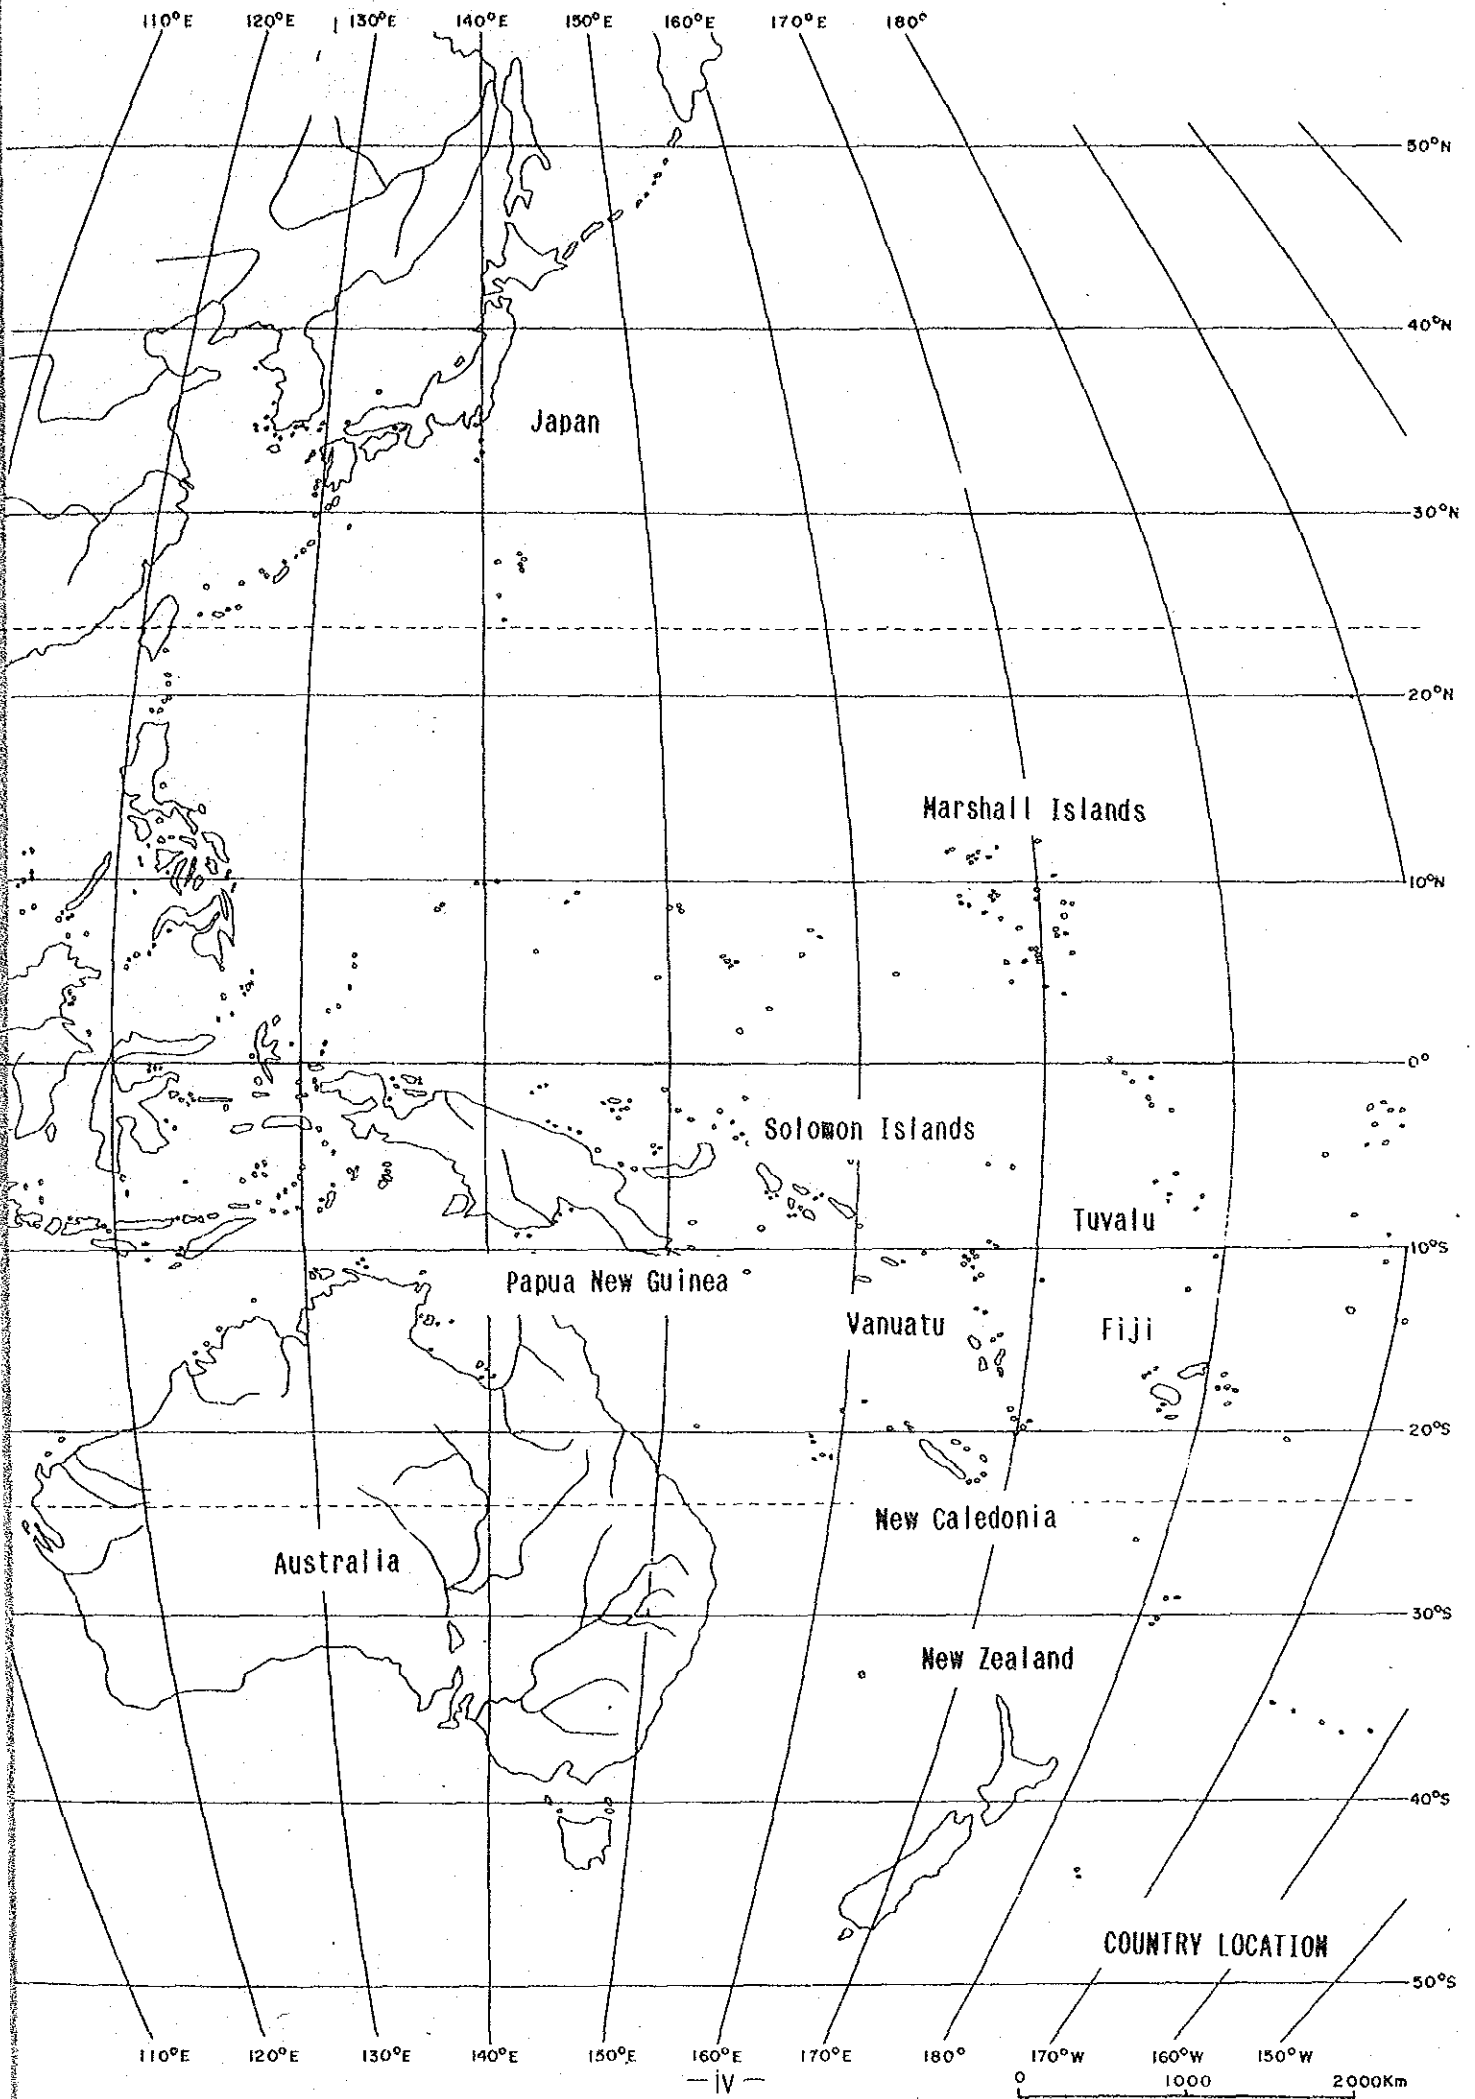 110°E 120°E 130°E 140°E 150°E 160°E 170°E 180°
50°N
40°N
Japan
30°N
20°N
Marshall Islands
10°N
0°
Solomon Islands
Tuvalu
10°S
Papua New Guinea
Vanuatu
Fiji
20°S
New Caledonia
Australia
30°S
New Zealand
40°S
COUNTRY LOCATION
50°S
110°E 120°E 130°E 140°E 150°E 160°E 170°E 180° 170°W 160°W 150°W
— iv —
0 1000 2000Km